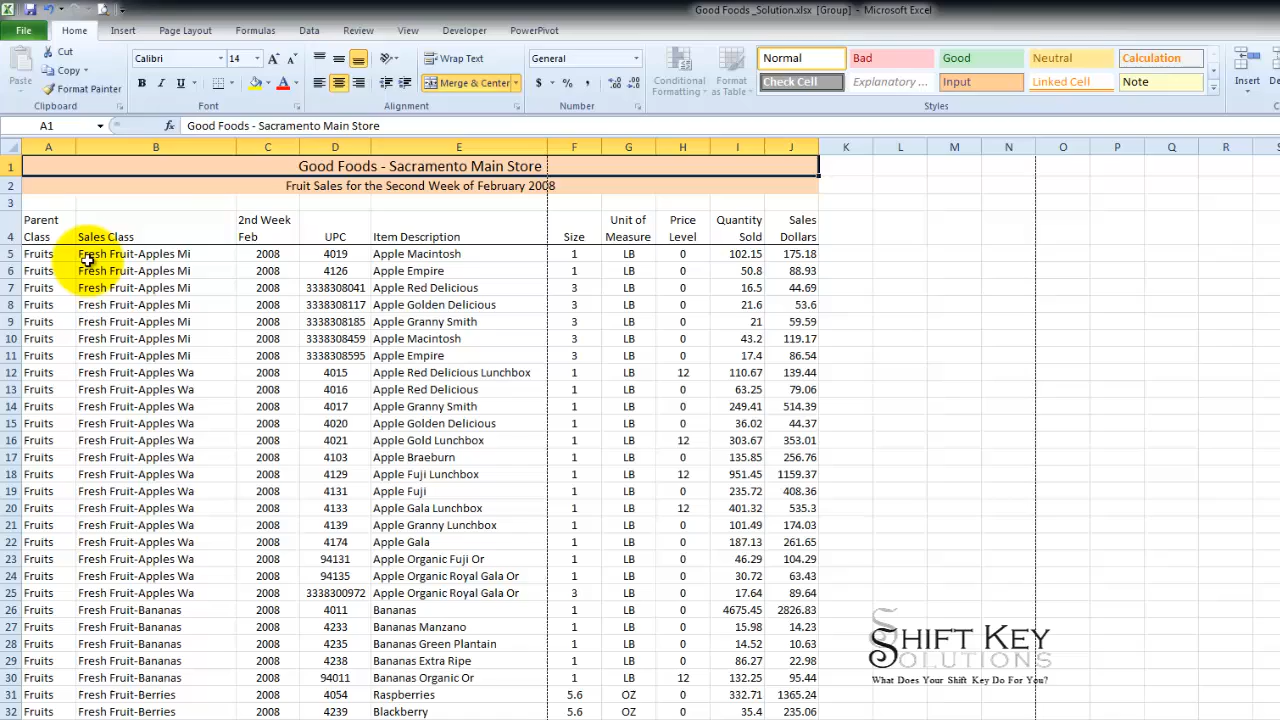 Good Foods _Solution.xlsx [Group] - Microsoft Excel
File Home Insert Page Layout Formulas Data Review View Developer PowerPivot
Cut Calibri 14 Wrap Text General Normal Bad Good Neutral Calculation
Paste Copy Format Painter B I U Merge & Center $ % , Conditional Formatting Format as Table Check Cell Input Explanatory ... Linked Cell Note Insert
Clipboard Font Alignment Number Styles
A1 fx Good Foods - Sacramento Main Store
A B C D E F G H I J K L M N O P Q R S
1 Good Foods - Sacramento Main Store
2 Fruit Sales for the Second Week of February 2008
3
Parent 2nd Week Unit of Price Quantity Sales
4 Class Sales Class Feb UPC Item Description Size Measure Level Sold Dollars
5 Fruits Fresh Fruit-Apples Mi 2008 4019 Apple Macintosh 1 LB 0 102.15 175.18
6 Fruits Fresh Fruit-Apples Mi 2008 4126 Apple Empire 1 LB 0 50.8 88.93
7 Fruits Fresh Fruit-Apples Mi 2008 3338308041 Apple Red Delicious 3 LB 0 16.5 44.69
8 Fruits Fresh Fruit-Apples Mi 2008 3338308117 Apple Golden Delicious 3 LB 0 21.6 53.6
9 Fruits Fresh Fruit-Apples Mi 2008 3338308185 Apple Granny Smith 3 LB 0 21 59.59
10 Fruits Fresh Fruit-Apples Mi 2008 3338308459 Apple Macintosh 3 LB 0 43.2 119.17
11 Fruits Fresh Fruit-Apples Mi 2008 3338308595 Apple Empire 3 LB 0 17.4 86.54
12 Fruits Fresh Fruit-Apples Wa 2008 4015 Apple Red Delicious Lunchbox 1 LB 12 110.67 139.44
13 Fruits Fresh Fruit-Apples Wa 2008 4016 Apple Red Delicious 1 LB 0 63.25 79.06
14 Fruits Fresh Fruit-Apples Wa 2008 4017 Apple Granny Smith 1 LB 0 249.41 514.39
15 Fruits Fresh Fruit-Apples Wa 2008 4020 Apple Golden Delicious 1 LB 0 36.02 44.37
16 Fruits Fresh Fruit-Apples Wa 2008 4021 Apple Gold Lunchbox 1 LB 12 303.67 353.01
17 Fruits Fresh Fruit-Apples Wa 2008 4103 Apple Braeburn 1 LB 0 135.85 256.76
18 Fruits Fresh Fruit-Apples Wa 2008 4129 Apple Fuji Lunchbox 1 LB 12 951.45 1159.37
19 Fruits Fresh Fruit-Apples Wa 2008 4131 Apple Fuji 1 LB 0 235.72 408.36
20 Fruits Fresh Fruit-Apples Wa 2008 4133 Apple Gala Lunchbox 1 LB 12 401.32 535.3
21 Fruits Fresh Fruit-Apples Wa 2008 4139 Apple Granny Lunchbox 1 LB 0 101.49 174.03
22 Fruits Fresh Fruit-Apples Wa 2008 4174 Apple Gala 1 LB 0 187.13 261.65
23 Fruits Fresh Fruit-Apples Wa 2008 94131 Apple Organic Fuji Or 1 LB 0 46.29 104.29
24 Fruits Fresh Fruit-Apples Wa 2008 94135 Apple Organic Royal Gala Or 1 LB 0 30.72 63.43
25 Fruits Fresh Fruit-Apples Wa 2008 3338300972 Apple Organic Royal Gala Or 3 LB 0 17.64 89.64
26 Fruits Fresh Fruit-Bananas 2008 4011 Bananas 1 LB 0 4675.45 2826.83
27 Fruits Fresh Fruit-Bananas 2008 4233 Bananas Manzano 1 LB 0 15.98 14.23
28 Fruits Fresh Fruit-Bananas 2008 4235 Bananas Green Plantain 1 LB 0 14.52 10.63
29 Fruits Fresh Fruit-Bananas 2008 4238 Bananas Extra Ripe 1 LB 0 86.27 22.98
30 Fruits Fresh Fruit-Bananas 2008 94011 Bananas Organic Or 1 LB 12 132.25 95.44
31 Fruits Fresh Fruit-Berries 2008 4054 Raspberries 5.6 OZ 0 332.71 1365.24
32 Fruits Fresh Fruit-Berries 2008 4239 Blackberry 5.6 OZ 0 35.4 235.06
SHIFT KEY
SOLUTIONS
What Does Your Shift Key Do For You?